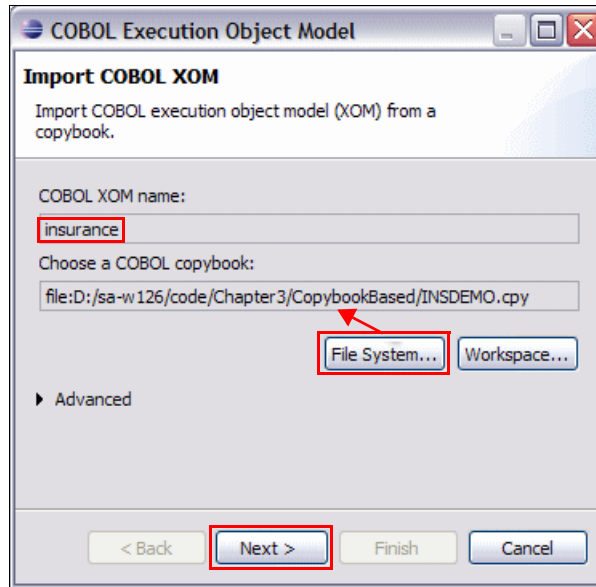 COBOL Execution Object Model
Import COBOL XOM
Import COBOL execution object model (XOM) from a
copybook.
COBOL XOM name:
insurance
Choose a COBOL copybook:
file:D:/sa-w126/code/Chapter3/CopybookBased/INSDEMO.cpy
File System... Workspace...
Advanced
< Back Next > Finish Cancel